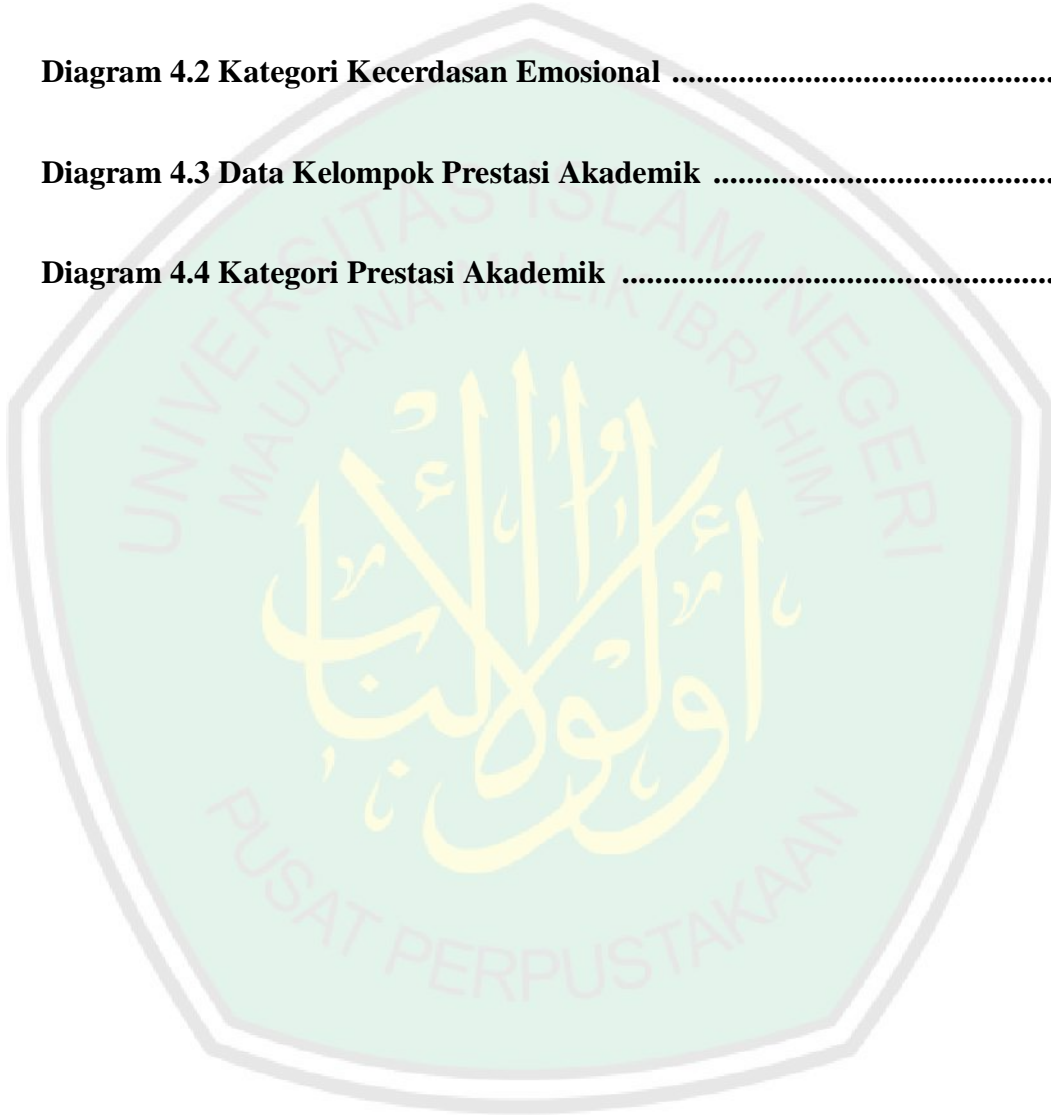 Diagram 4.2 Kategori Kecerdasan Emosional ..........................................
Diagram 4.3 Data Kelompok Prestasi Akademik .....................................
Diagram 4.4 Kategori Prestasi Akademik ..................................................
UNIVERSITAS ISLAM NEGERI
MAULANA MALIK IBRAHIM
أولوا الألباب
PUSAT PERPUSTAKAAN